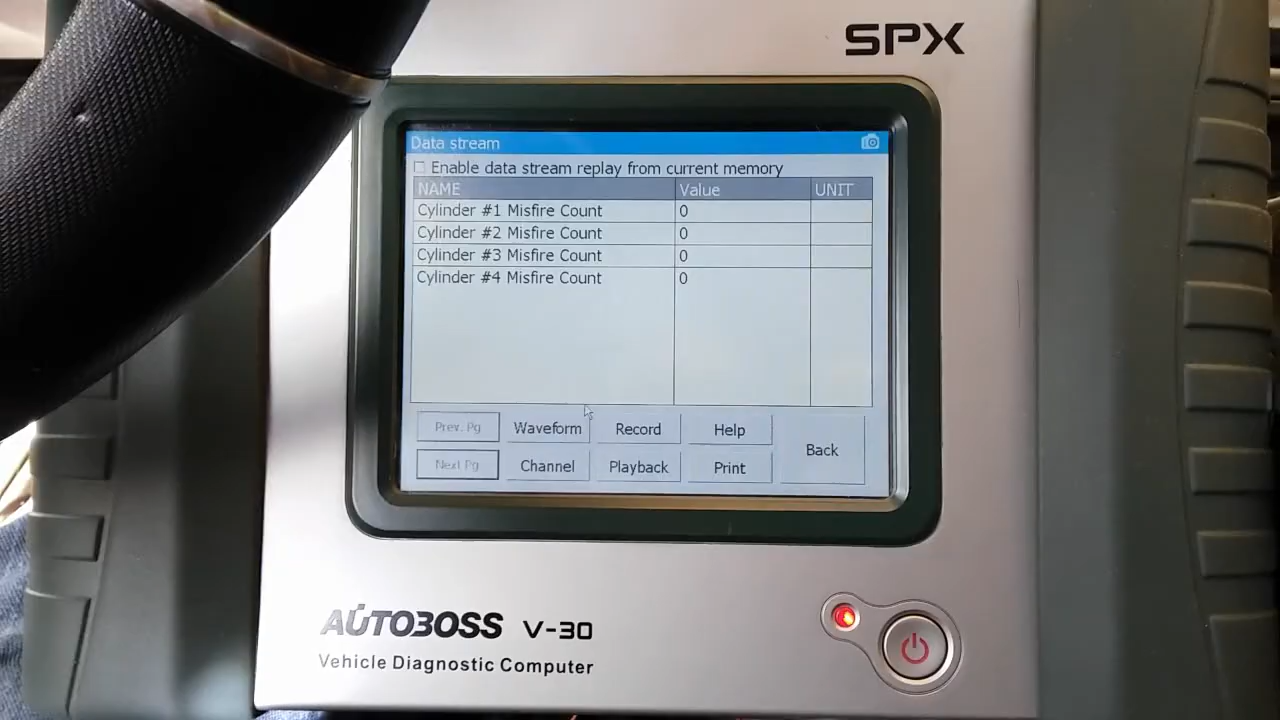 SPX
Data stream
Enable data stream replay from current memory
NAME Value UNIT
Cylinder #1 Misfire Count 0
Cylinder #2 Misfire Count 0
Cylinder #3 Misfire Count 0
Cylinder #4 Misfire Count 0
Prev. Pg Waveform Record Help
Back
Next Pg Channel Playback Print
AUTOBOSS V-30
Vehicle Diagnostic Computer